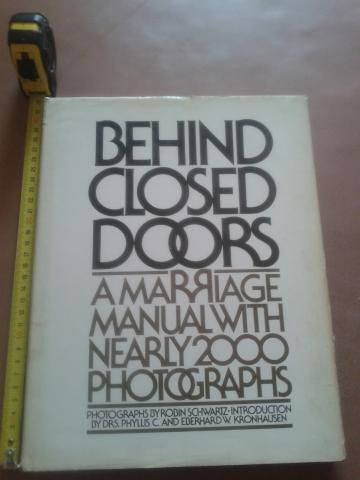 BEHIND
CLOSED
DOORS
A MARRIAGE
MANUAL WITH
NEARLY 2000
PHOTOGRAPHS
PHOTOGRAPHS BY ROBIN SCHWARTZ·INTRODUCTION
BY DRS. PHYLLIS C. AND EBERHARD W. KRONHAUSEN